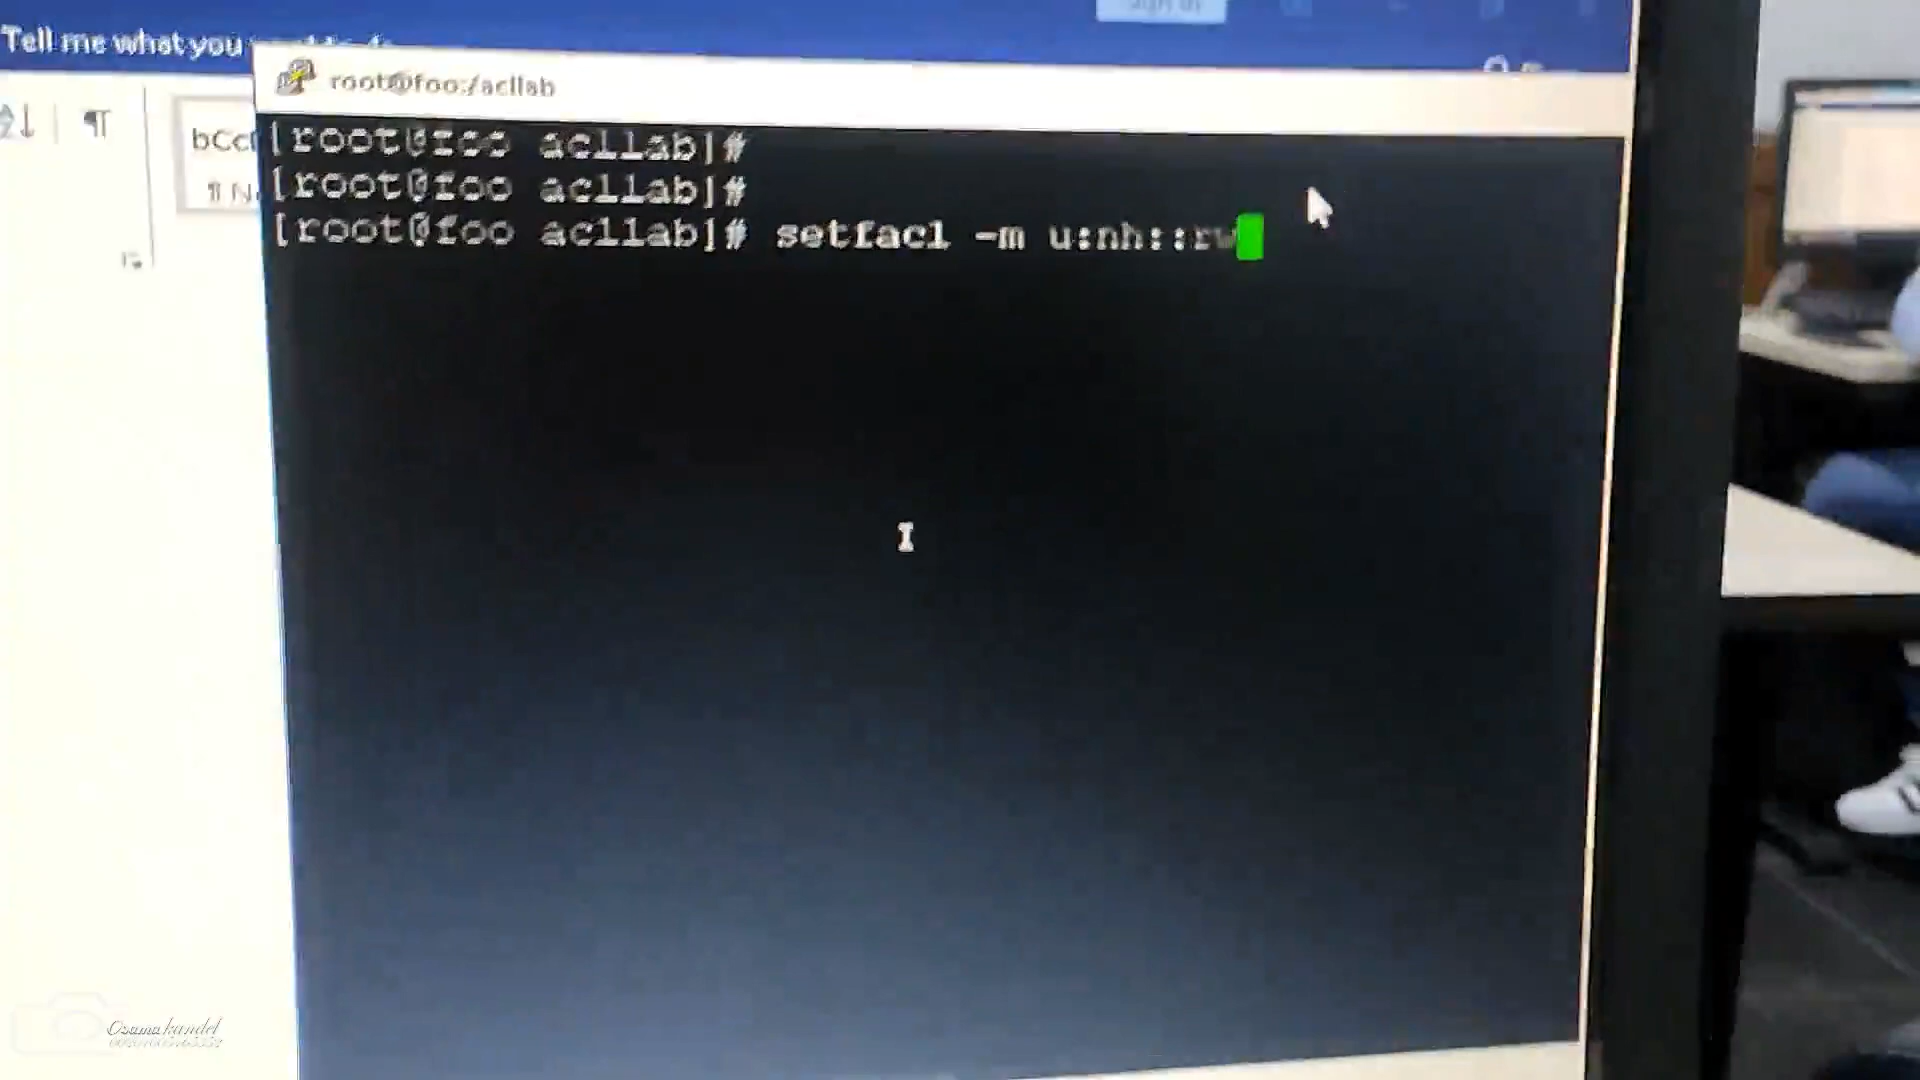 Tell me what you
root@foo:/acllab
bCcl
¶ N
[root@foo acllab]#
[root@foo acllab]#
[root@foo acllab]# setfacl -m u:nh::rw